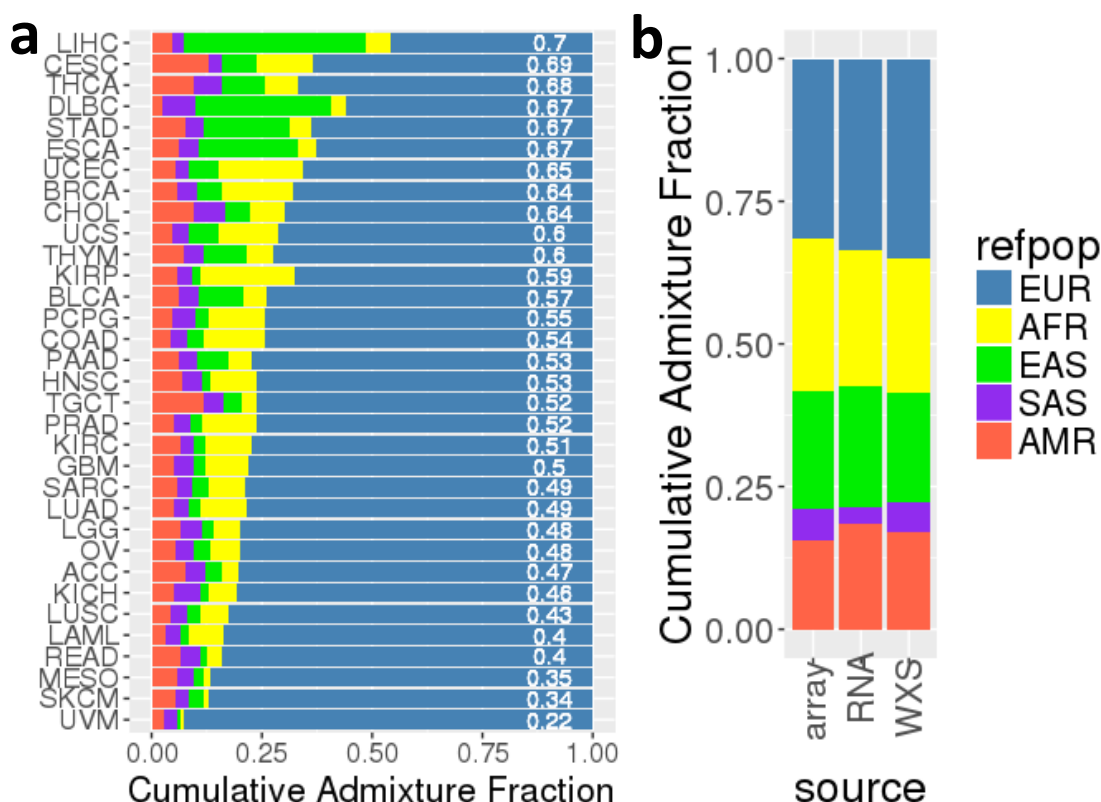 a
LIHC 0.7
CESC 0.69
THCA 0.68
DLBC 0.67
STAD 0.67
ESCA 0.67
UCEC 0.65
BRCA 0.64
CHOL 0.64
UCS 0.6
THYM 0.6
KIRP 0.59
BLCA 0.57
PCPG 0.55
COAD 0.54
PAAD 0.53
HNSC 0.53
TGCT 0.52
PRAD 0.52
KIRC 0.51
GBM 0.5
SARC 0.49
LUAD 0.49
LGG 0.48
OV 0.48
ACC 0.47
KICH 0.46
LUSC 0.43
LAML 0.4
READ 0.4
MESO 0.35
SKCM 0.34
UVM 0.22
0.00 0.25 0.50 0.75 1.00
Cumulative Admixture Fraction
b
Cumulative Admixture Fraction
1.00
0.75
0.50
0.25
0.00
array RNA WXS
source
refpop
EUR
AFR
EAS
SAS
AMR